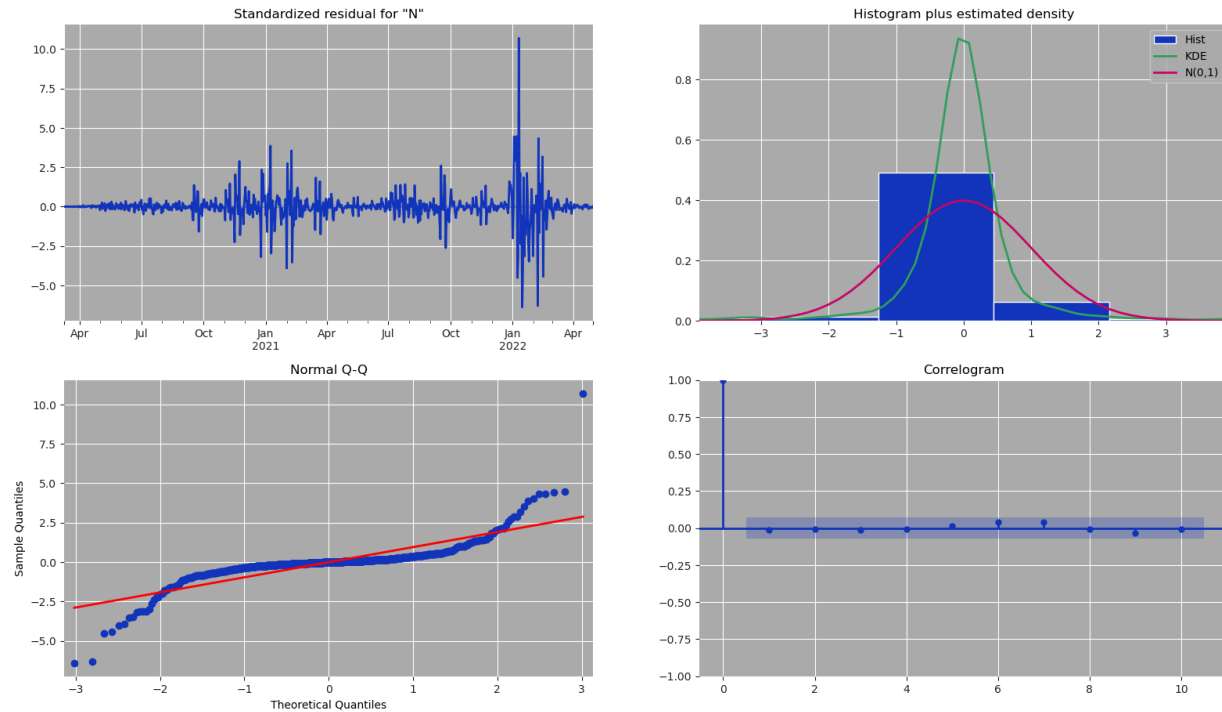 Standardized residual for "N"
10.0
7.5
5.0
2.5
0.0
−2.5
−5.0
Apr Jul Oct Jan Apr Jul Oct Jan Apr
2021 2022
Histogram plus estimated density
Hist
KDE
N(0,1)
0.8
0.6
0.4
0.2
0.0
−3 −2 −1 0 1 2 3
Normal Q-Q
Sample Quantiles
10.0
7.5
5.0
2.5
0.0
−2.5
−5.0
−3 −2 −1 0 1 2 3
Theoretical Quantiles
Correlogram
1.00
0.75
0.50
0.25
0.00
−0.25
−0.50
−0.75
−1.00
0 2 4 6 8 10